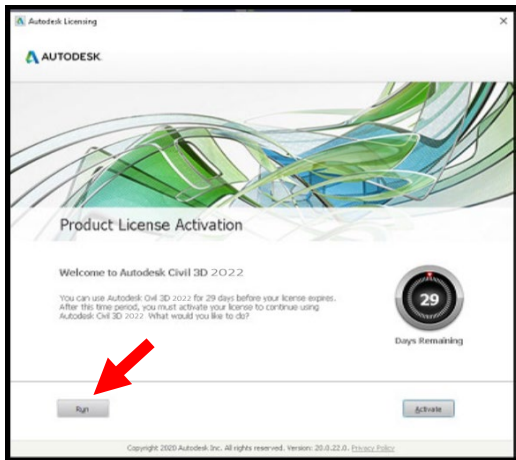 Autodesk Licensing
AUTODESK.
Product License Activation
Welcome to Autodesk Civil 3D 2022
You can use Autodesk Civil 3D 2022 for 29 days before your license expires.
After this time period, you must activate your license to continue using
Autodesk Civil 3D 2022. What would you like to do?
29
Days Remaining
Run
Activate
Copyright 2020 Autodesk Inc. All rights reserved. Version: 20.0.22.0. Privacy Policy